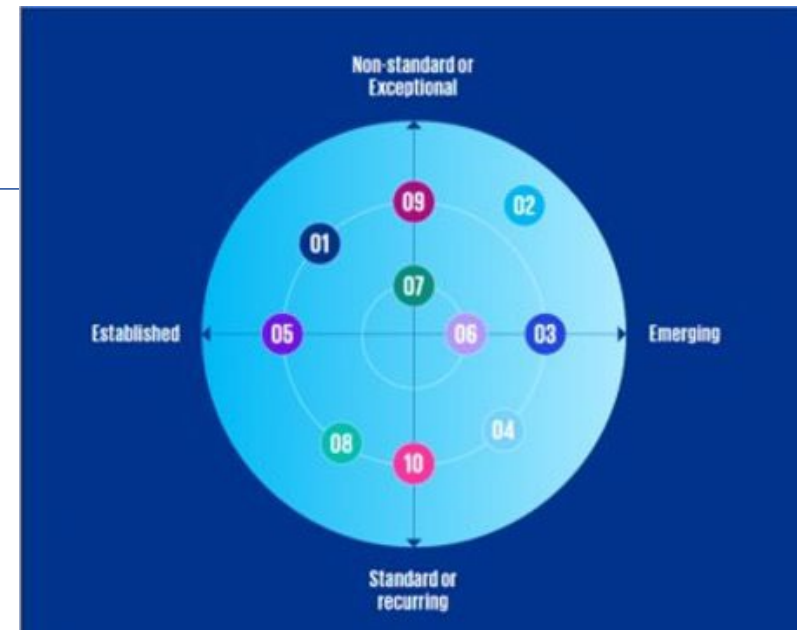 Non-standard or
Exceptional
09
02
01
07
Established
05
06
03
Emerging
04
08
10
Standard or
recurring